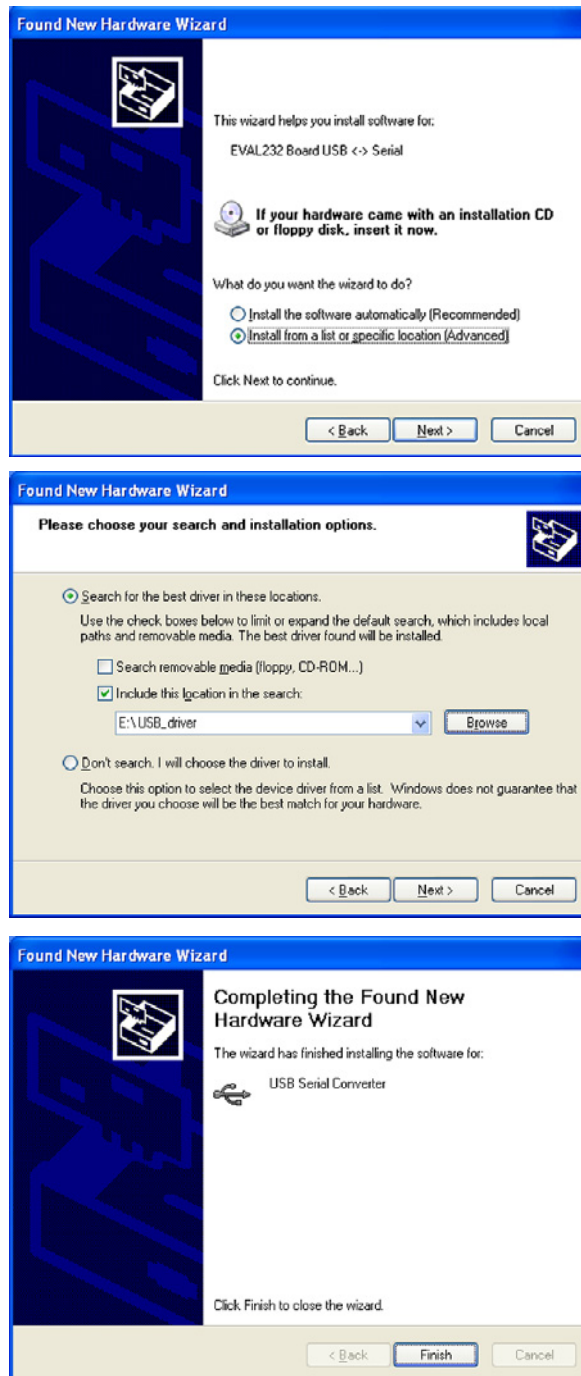 Found New Hardware Wizard
This wizard helps you install software for:
EVAL232 Board USB <-> Serial
If your hardware came with an installation CD
or floppy disk, insert it now.
What do you want the wizard to do?
Install the software automatically (Recommended)
Install from a list or specific location (Advanced)
Click Next to continue.
< Back Next > Cancel
Found New Hardware Wizard
Please choose your search and installation options.
Search for the best driver in these locations.
Use the check boxes below to limit or expand the default search, which includes local
paths and removable media. The best driver found will be installed.
Search removable media (floppy, CD-ROM...)
Include this location in the search:
E:\USB_driver Browse
Don't search. I will choose the driver to install.
Choose this option to select the device driver from a list. Windows does not guarantee that
the driver you choose will be the best match for your hardware.
< Back Next > Cancel
Found New Hardware Wizard
Completing the Found New
Hardware Wizard
The wizard has finished installing the software for:
USB Serial Converter
Click Finish to close the wizard.
< Back Finish Cancel